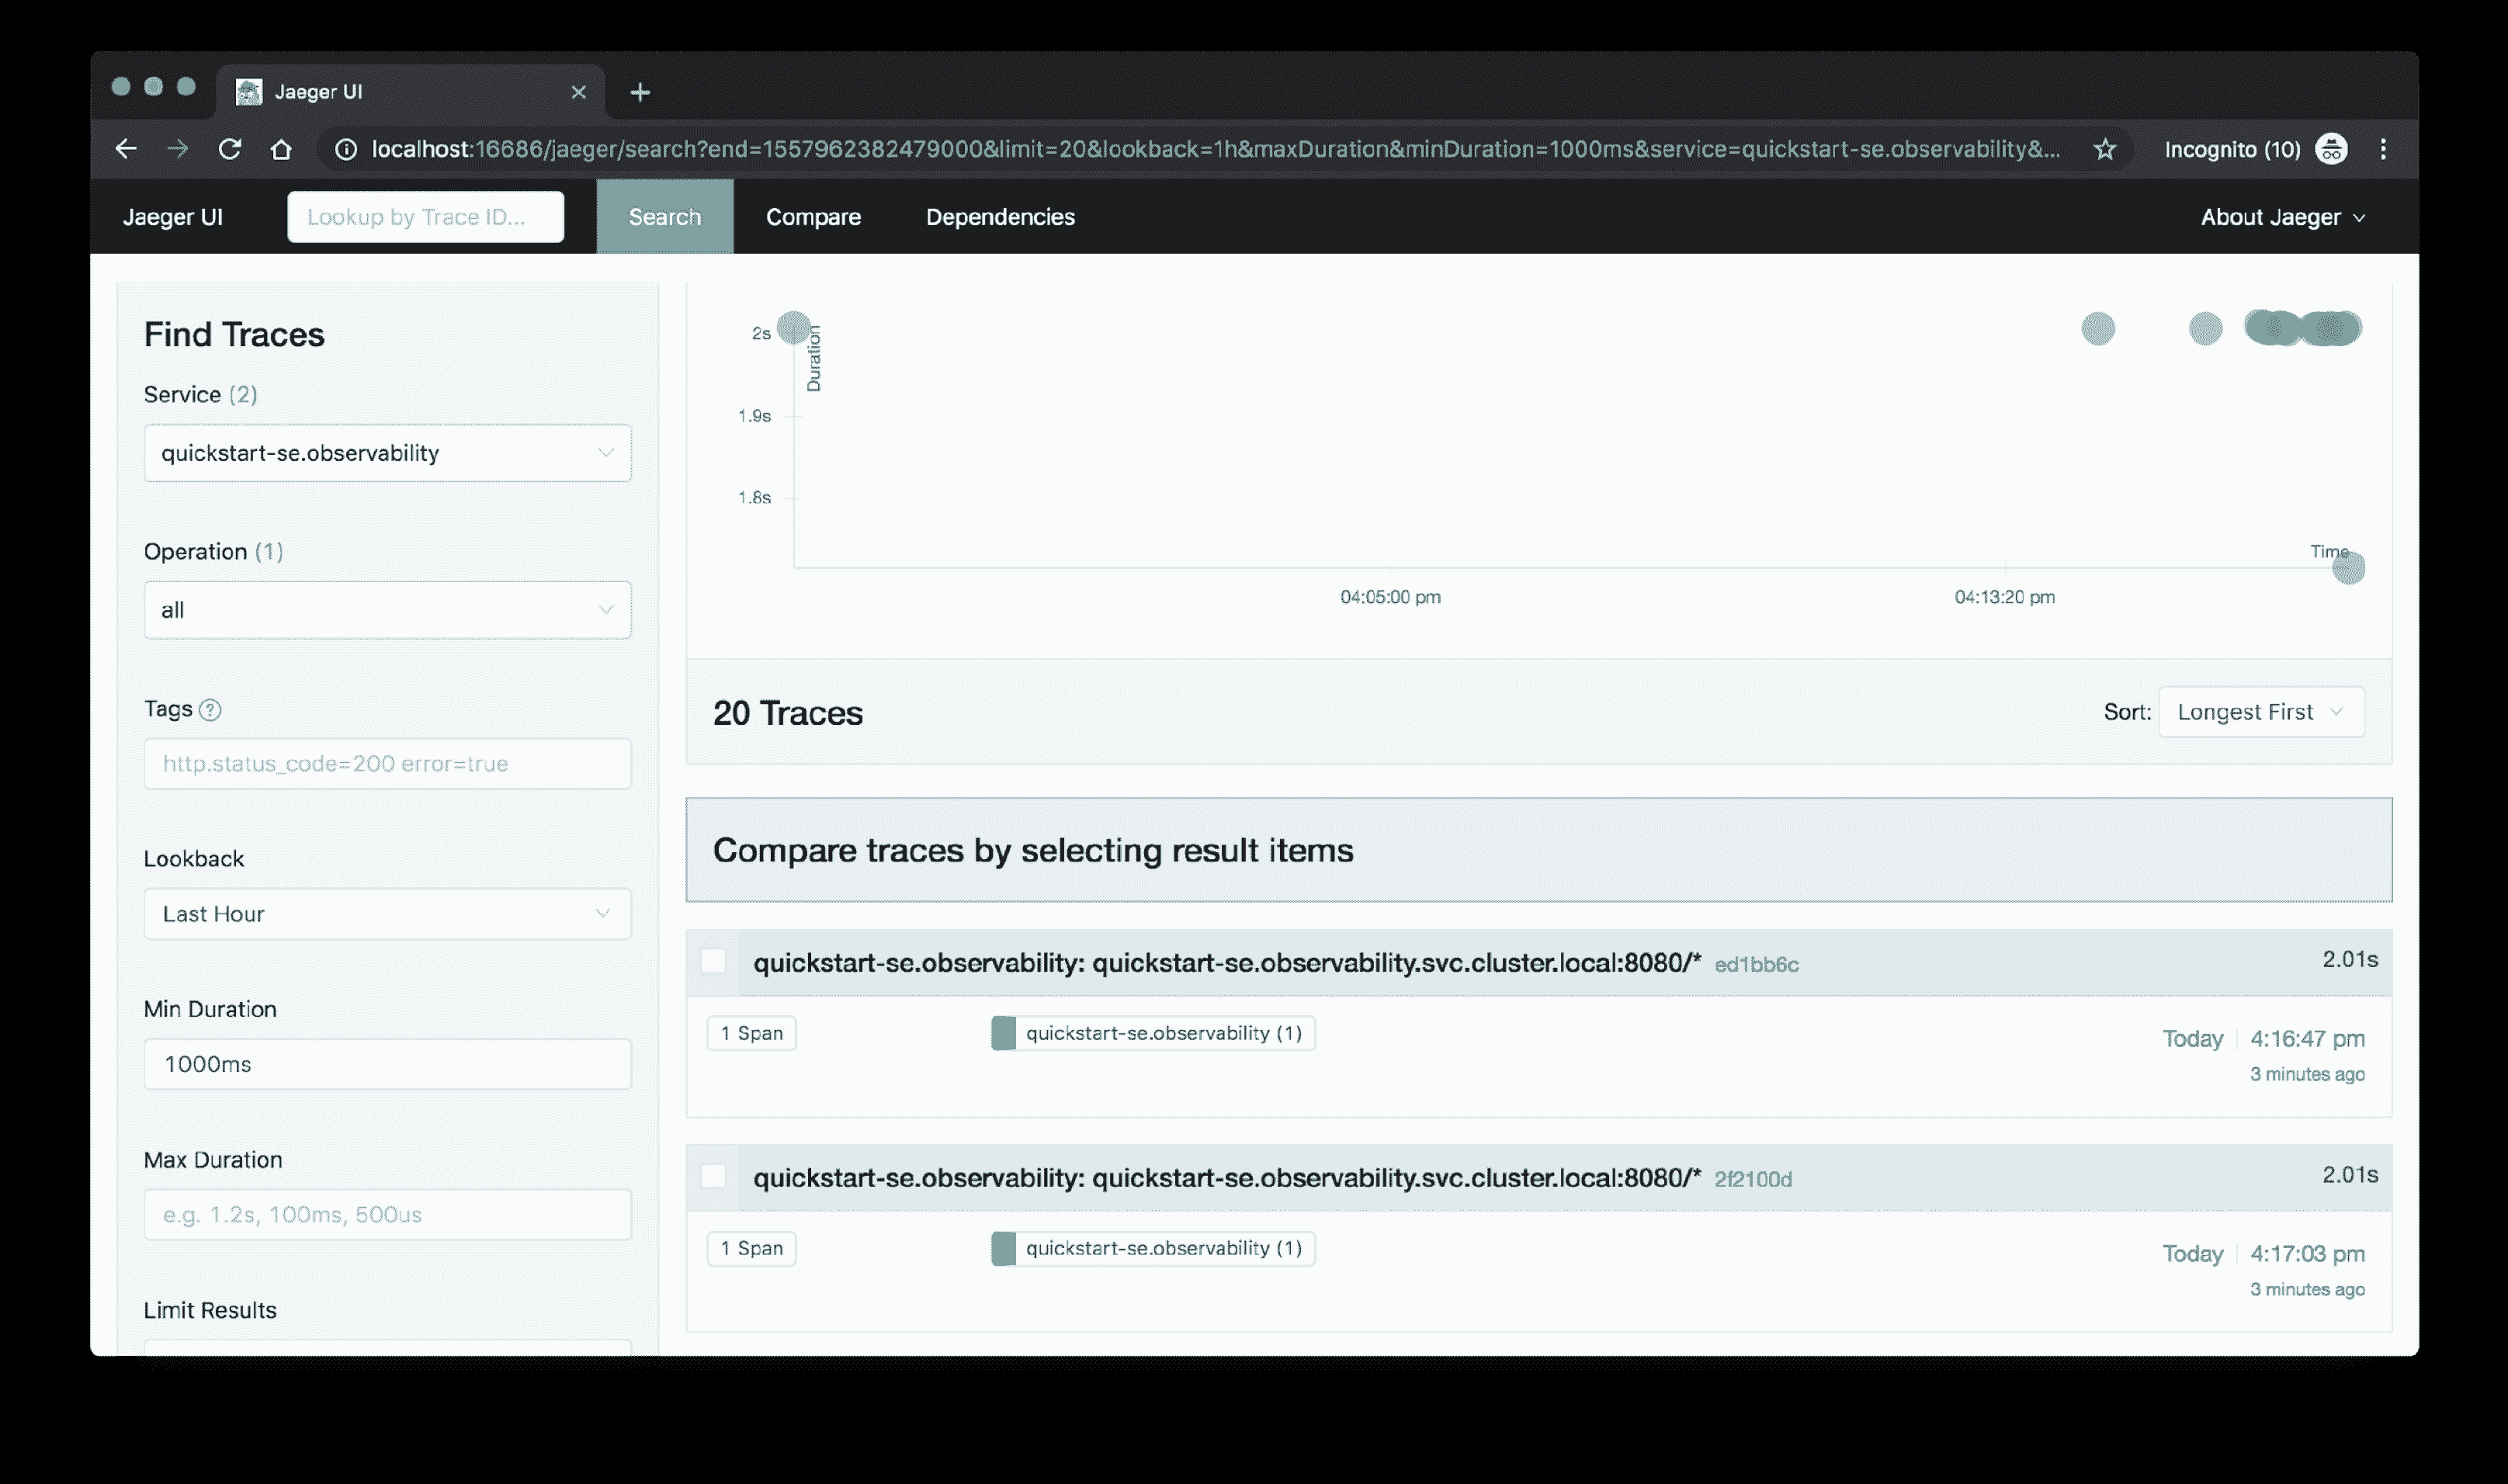 Jaeger UI
localhost:16686/jaeger/search?end=1557962382479000&limit=20&lookback=1h&maxDuration&minDuration=1000ms&service=quickstart-se.observability&...
Incognito (10)
Jaeger UI
Lookup by Trace ID...
Search
Compare
Dependencies
About Jaeger
Find Traces
Service (2)
quickstart-se.observability
Operation (1)
all
Tags ?
http.status_code=200 error=true
Lookback
Last Hour
Min Duration
1000ms
Max Duration
e.g. 1.2s, 100ms, 500us
Limit Results
2s
Duration
1.9s
1.8s
Time
04:05:00 pm
04:13:20 pm
20 Traces
Sort: Longest First
Compare traces by selecting result items
quickstart-se.observability: quickstart-se.observability.svc.cluster.local:8080/* ed1bb6c
2.01s
1 Span
quickstart-se.observability (1)
Today
4:16:47 pm
3 minutes ago
quickstart-se.observability: quickstart-se.observability.svc.cluster.local:8080/* 2f2100d
2.01s
1 Span
quickstart-se.observability (1)
Today
4:17:03 pm
3 minutes ago